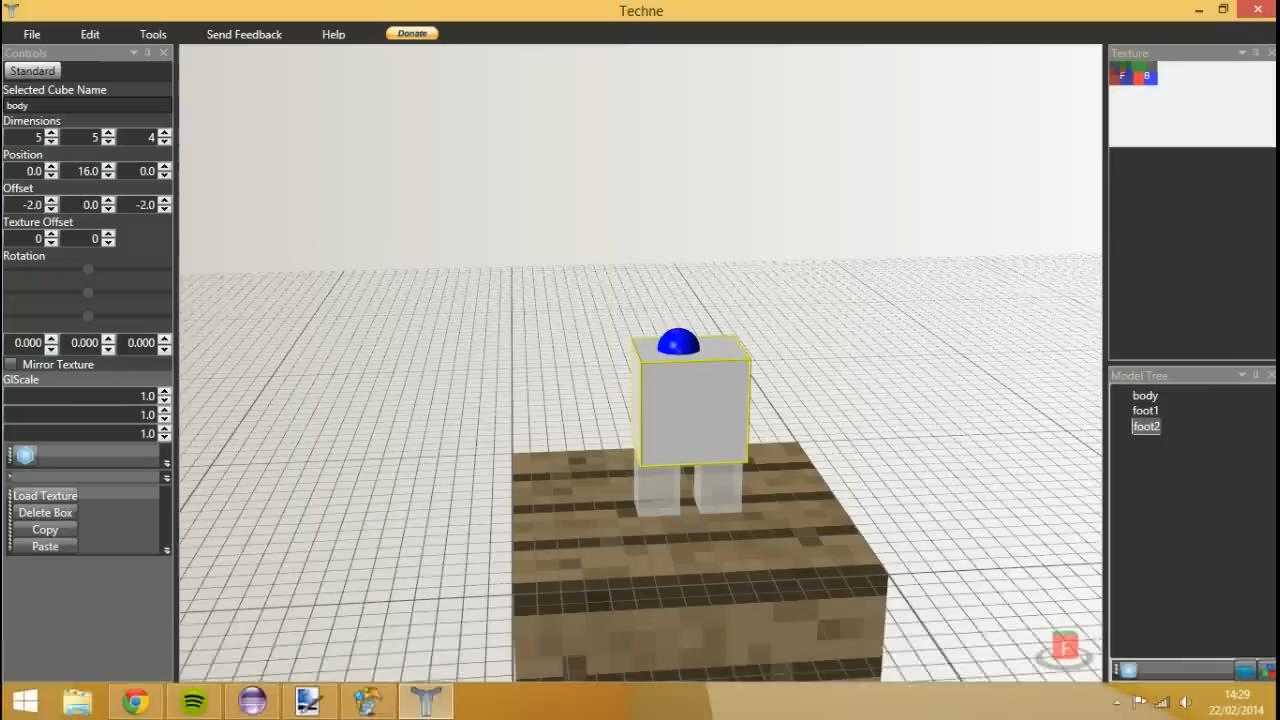 Techne
File Edit Tools Send Feedback Help Donate
Controls
Standard
Selected Cube Name
body
Dimensions
5 5 4
Position
0.0 16.0 0.0
Offset
-2.0 0.0 -2.0
Texture Offset
0 0
Rotation
0.000 0.000 0.000
Mirror Texture
GlScale
1.0
1.0
1.0
Load Texture
Delete Box
Copy
Paste
Texture
F B
Model Tree
body
foot1
foot2
F
14:29
22/02/2014